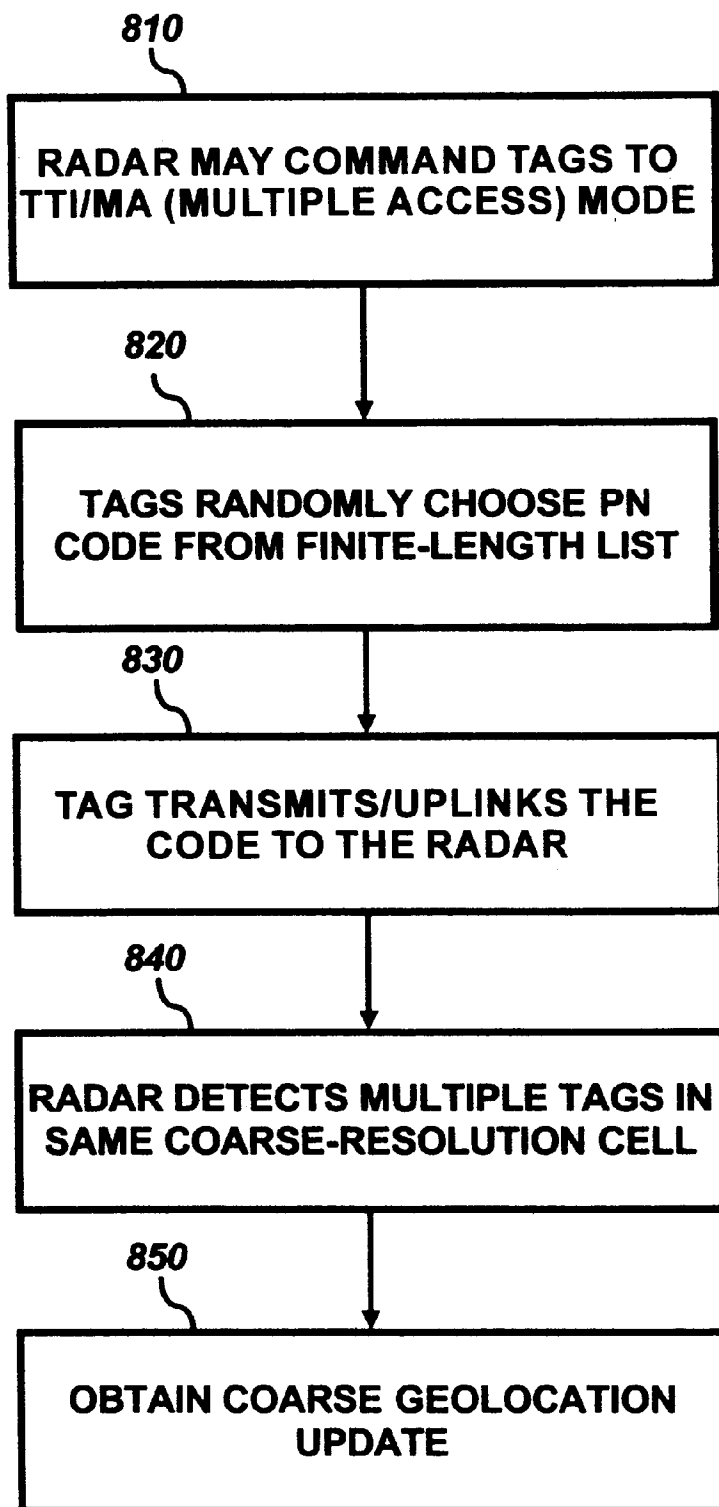 810
RADAR MAY COMMAND TAGS TO
TTI/MA (MULTIPLE ACCESS) MODE
820
TAGS RANDOMLY CHOOSE PN
CODE FROM FINITE-LENGTH LIST
830
TAG TRANSMITS/UPLINKS THE
CODE TO THE RADAR
840
RADAR DETECTS MULTIPLE TAGS IN
SAME COARSE-RESOLUTION CELL
850
OBTAIN COARSE GEOLOCATION
UPDATE